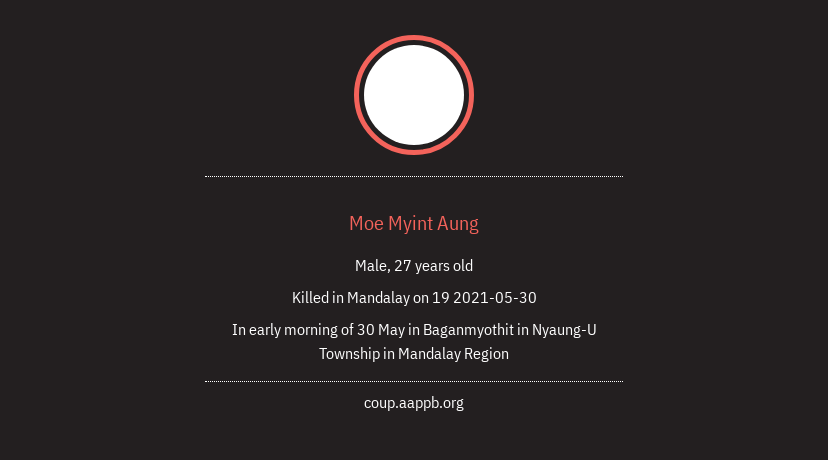 Moe Myint Aung
Male, 27 years old
Killed in Mandalay on 19 2021-05-30
In early morning of 30 May in Baganmyothit in Nyaung-U
Township in Mandalay Region
coup.aappb.org